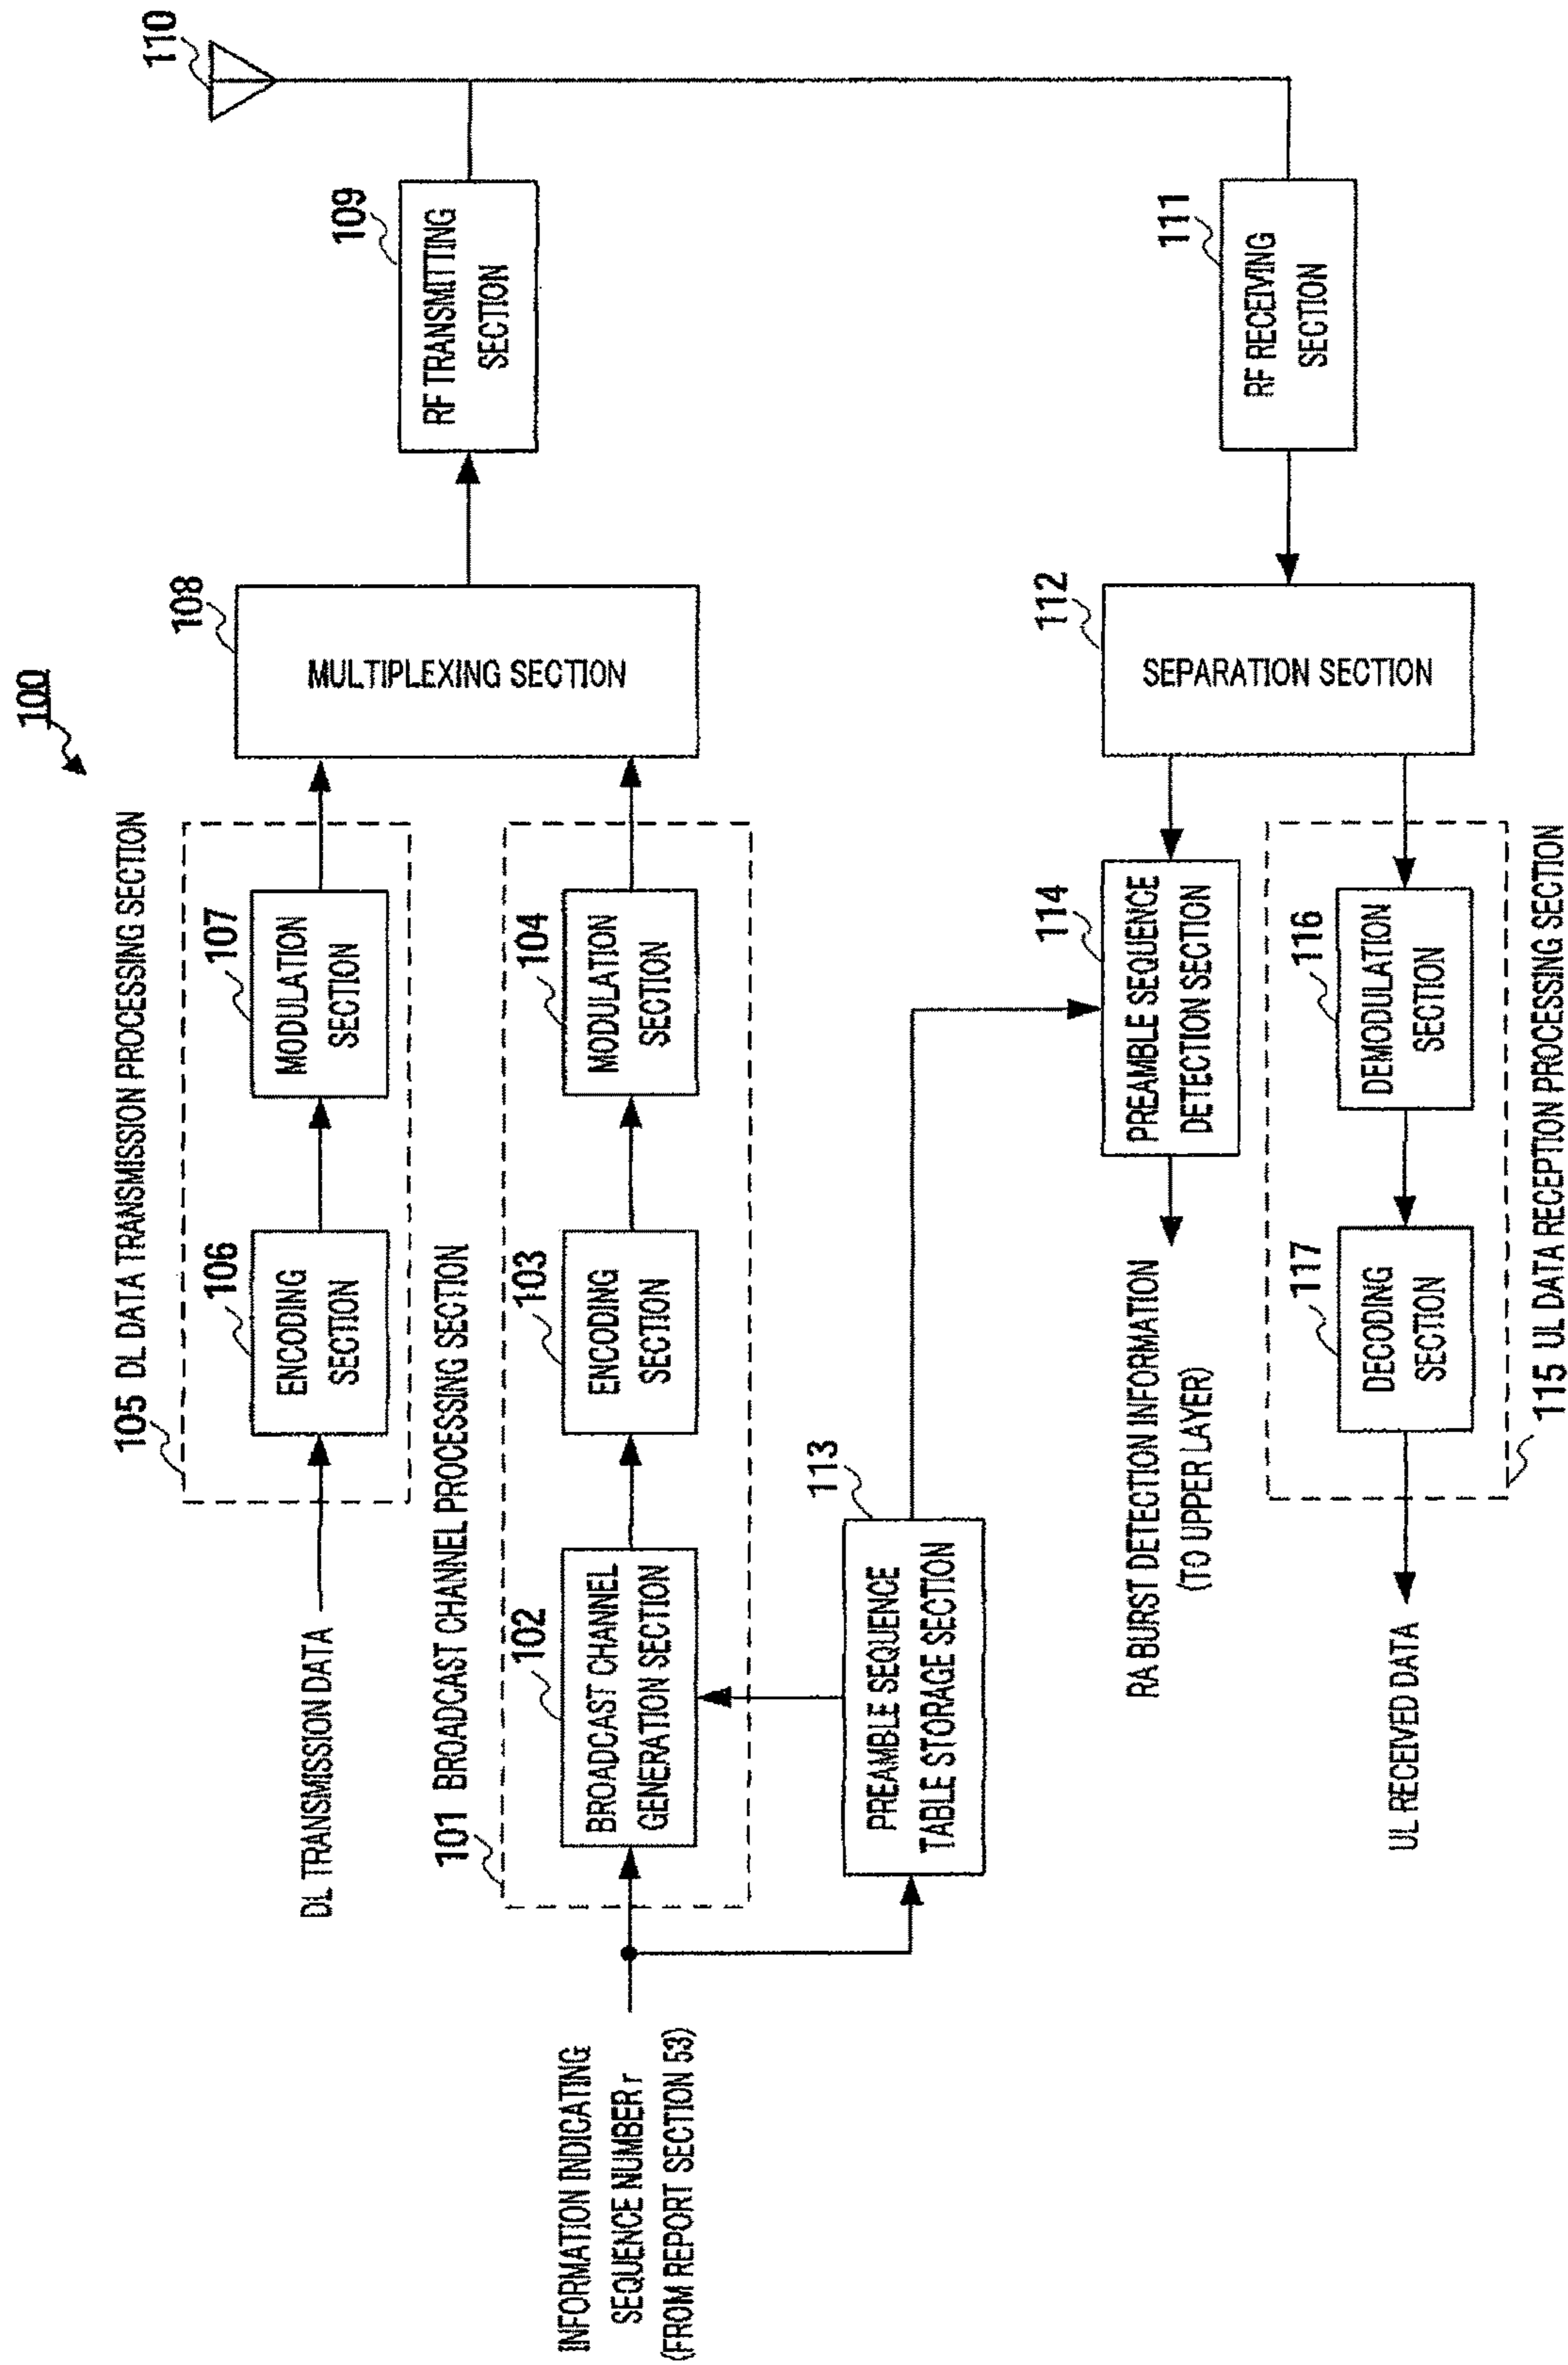 100
105 DL DATA TRANSMISSION PROCESSING SECTION
DL TRANSMISSION DATA
106
ENCODING
SECTION
107
MODULATION
SECTION
108
MULTIPLEXING SECTION
109
RF TRANSMITTING
SECTION
110
101 BROADCAST CHANNEL PROCESSING SECTION
INFORMATION INDICATING
SEQUENCE NUMBER r
(FROM REPORT SECTION 53)
102
BROADCAST CHANNEL
GENERATION SECTION
103
ENCODING
SECTION
104
MODULATION
SECTION
113
PREAMBLE SEQUENCE
TABLE STORAGE SECTION
RA BURST DETECTION INFORMATION
(TO UPPER LAYER)
114
PREAMBLE SEQUENCE
DETECTION SECTION
112
SEPARATION SECTION
111
RF RECEIVING
SECTION
UL RECEIVED DATA
117
DECODING
SECTION
116
DEMODULATION
SECTION
115 UL DATA RECEPTION PROCESSING SECTION